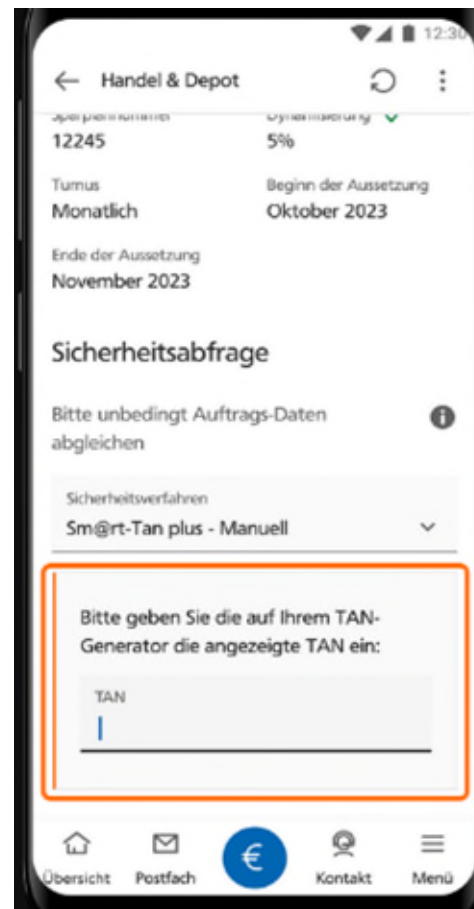 12:30
Handel & Depot
Sparplannummer Dynamisierung
12245 5%
Turnus Beginn der Aussetzung
Monatlich Oktober 2023
Ende der Aussetzung
November 2023
Sicherheitsabfrage
Bitte unbedingt Auftrags-Daten
abgleichen
Sicherheitsverfahren
Sm@rt-Tan plus - Manuell
Bitte geben Sie die auf Ihrem TAN-
Generator die angezeigte TAN ein:
TAN
€
Übersicht Postfach Kontakt Menü